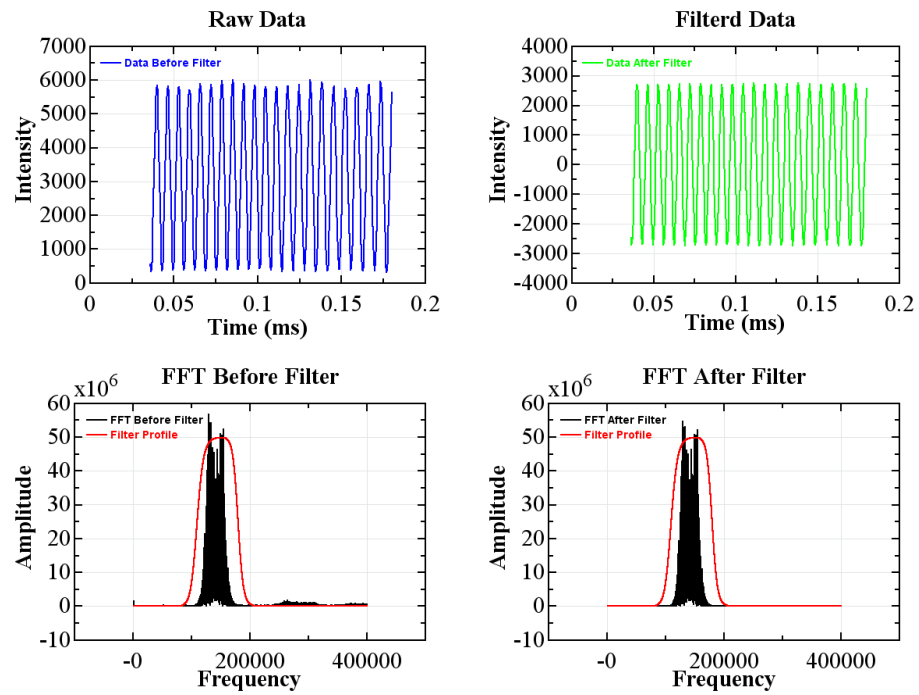 Raw Data
7000
6000
5000
4000
3000
2000
1000
0
Intensity
Data Before Filter
0
0.05
0.1
0.15
0.2
Time (ms)
Filterd Data
4000
3000
2000
1000
0
-1000
-2000
-3000
-4000
Intensity
Data After Filter
0
0.05
0.1
0.15
0.2
Time (ms)
FFT Before Filter
x10⁶
60
50
40
30
20
10
0
-10
Amplitude
FFT Before Filter
Filter Profile
-0
200000
400000
Frequency
FFT After Filter
x10⁶
60
50
40
30
20
10
0
-10
Amplitude
FFT After Filter
Filter Profile
-0
200000
400000
Frequency